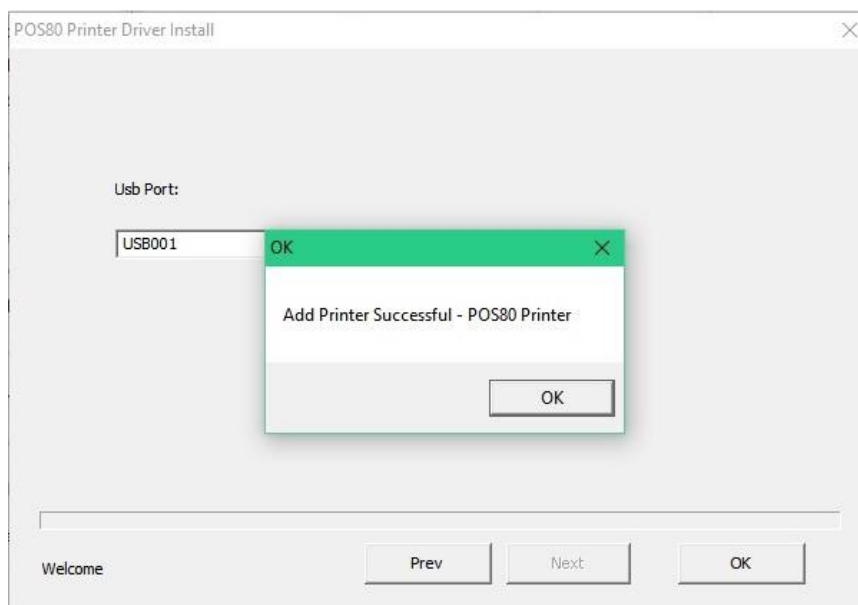 POS80 Printer Driver Install
Usb Port:
USB001
OK
Add Printer Successful - POS80 Printer
OK
Welcome
Prev
Next
OK